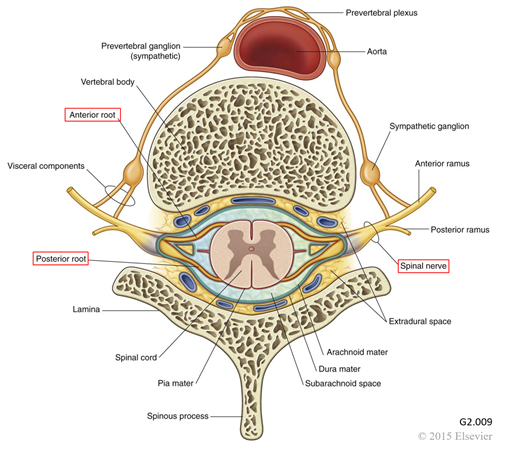 Prevertebral plexus
Prevertebral ganglion
(sympathetic)
Aorta
Vertebral body
Anterior root
Sympathetic ganglion
Visceral components
Anterior ramus
Posterior ramus
Posterior root
Spinal nerve
Lamina
Extradural space
Spinal cord
Arachnoid mater
Dura mater
Pia mater
Subarachnoid space
Spinous process
G2.009
© 2015 Elsevier